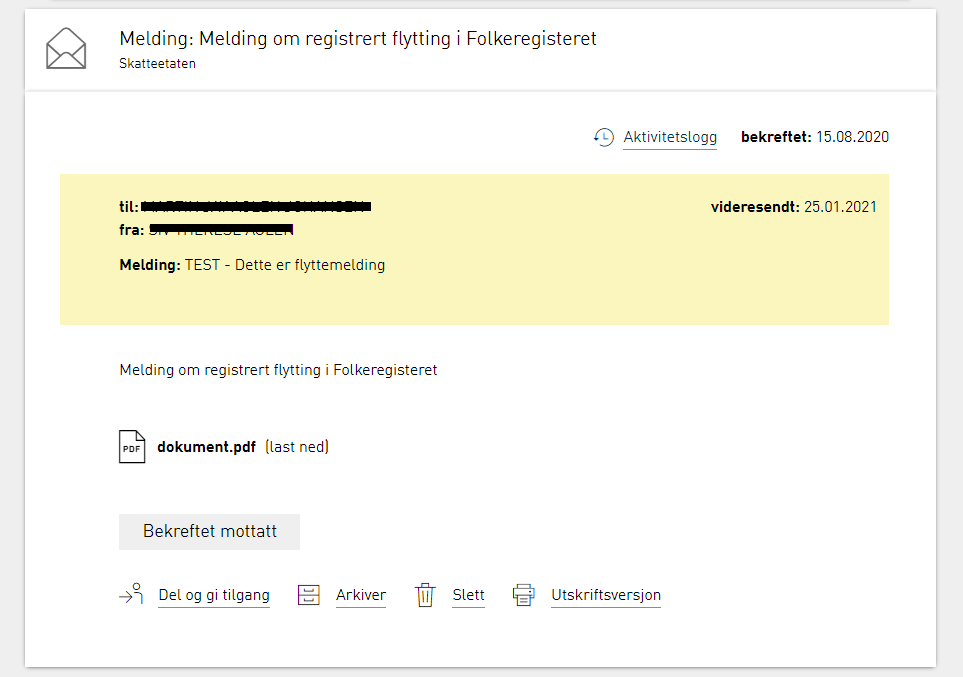 Melding: Melding om registrert flytting i Folkeregisteret
Skatteetaten
Aktivitetslogg bekreftet: 15.08.2020
til: videresendt: 25.01.2021
fra:
Melding: TEST - Dette er flyttemelding
Melding om registrert flytting i Folkeregisteret
PDF dokument.pdf (last ned)
Bekreftet mottatt
Del og gi tilgang Arkiver Slett Utskriftsversjon